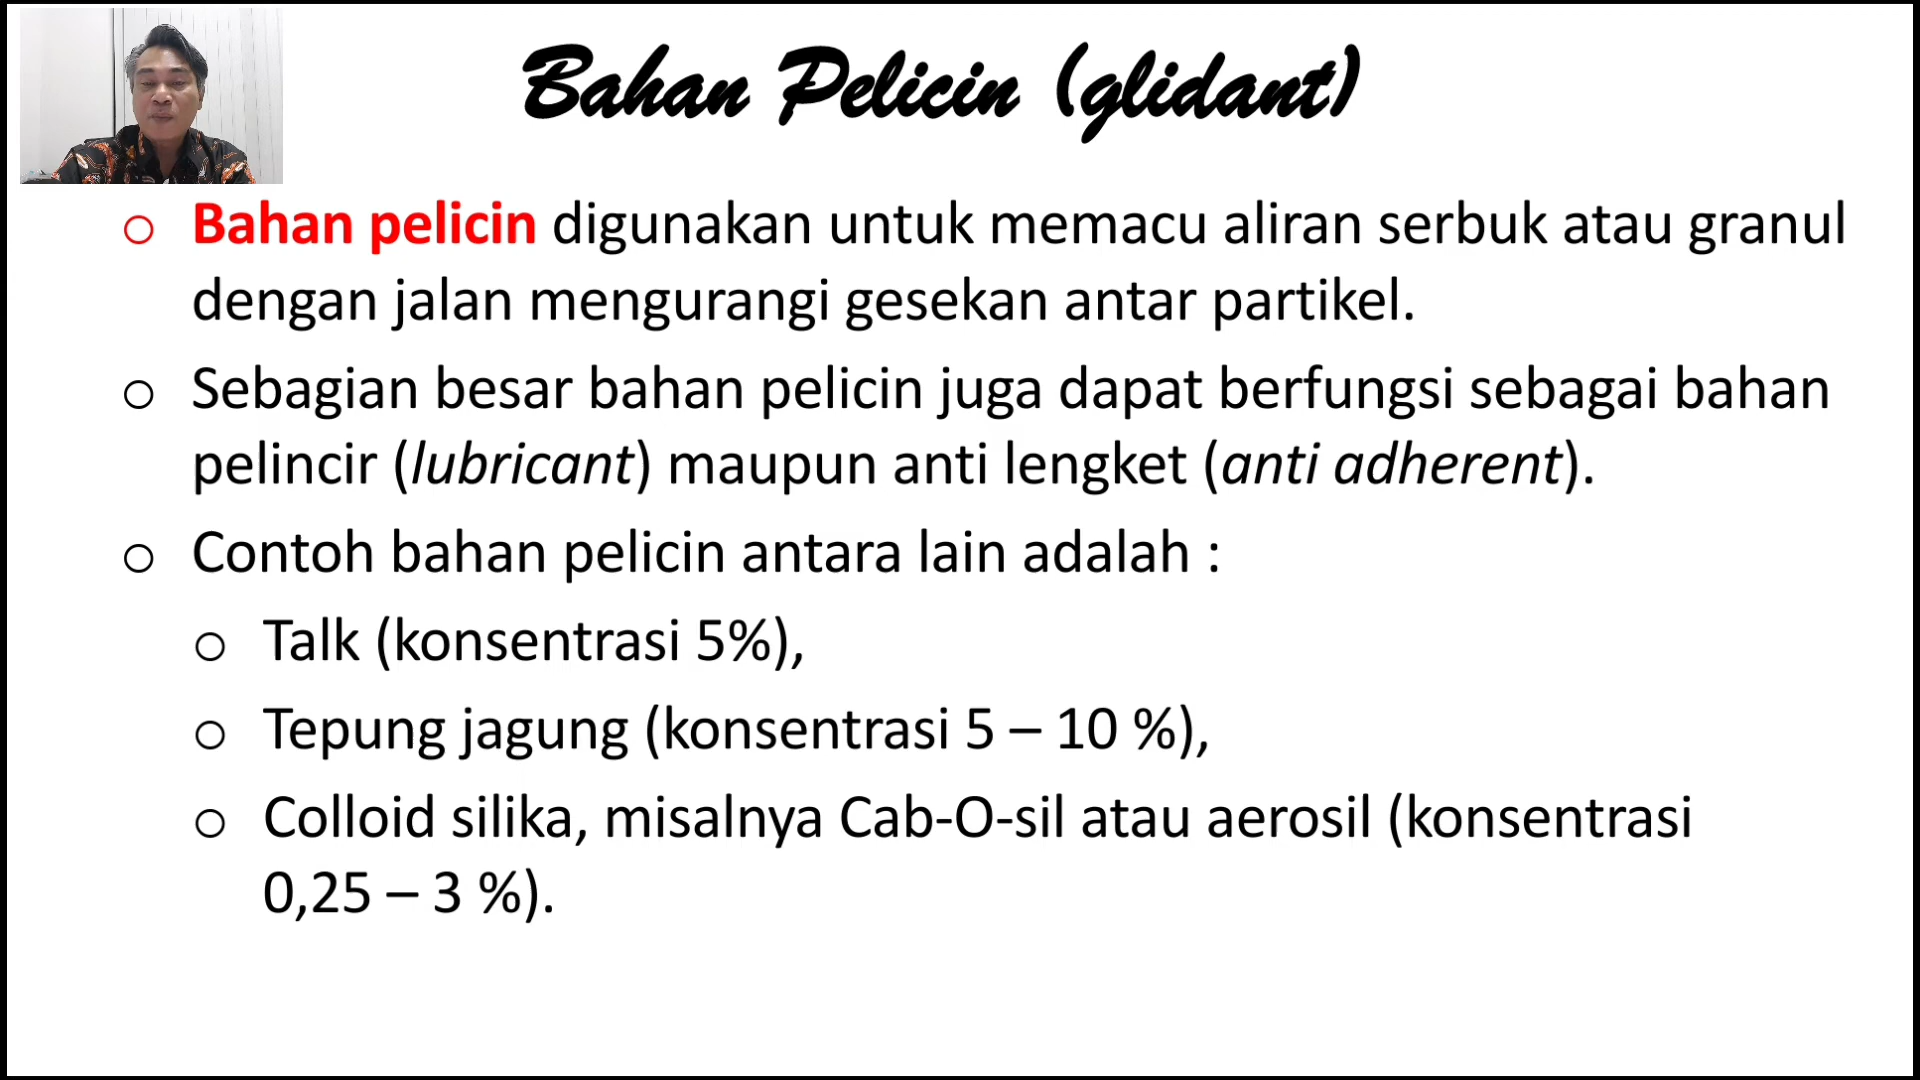 Bahan Pelicin (glidant)
Bahan pelicin digunakan untuk memacu aliran serbuk atau granul
dengan jalan mengurangi gesekan antar partikel.
Sebagian besar bahan pelicin juga dapat berfungsi sebagai bahan
pelincir (lubricant) maupun anti lengket (anti adherent).
Contoh bahan pelicin antara lain adalah :
Talk (konsentrasi 5%),
Tepung jagung (konsentrasi 5 – 10 %),
Colloid silika, misalnya Cab-O-sil atau aerosil (konsentrasi
0,25 – 3 %).